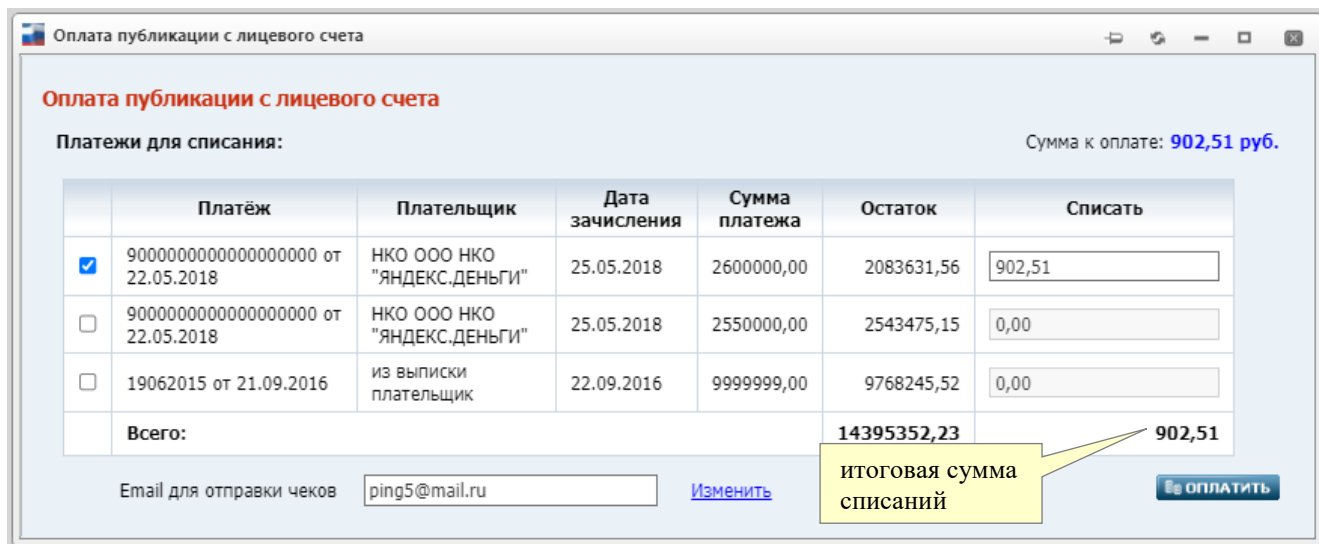 Оплата публикации с лицевого счета
Оплата публикации с лицевого счета
Платежи для списания:
Сумма к оплате: 902,51 руб.
Платёж Плательщик Дата зачисления Сумма платежа Остаток Списать
9000000000000000000 от 22.05.2018 НКО ООО НКО "ЯНДЕКС.ДЕНЬГИ" 25.05.2018 2600000,00 2083631,56 902,51
9000000000000000000 от 22.05.2018 НКО ООО НКО "ЯНДЕКС.ДЕНЬГИ" 25.05.2018 2550000,00 2543475,15 0,00
19062015 от 21.09.2016 из выписки плательщик 22.09.2016 9999999,00 9768245,52 0,00
Всего: 14395352,23 902,51
итоговая сумма
списаний
Email для отправки чеков ping5@mail.ru Изменить ОПЛАТИТЬ